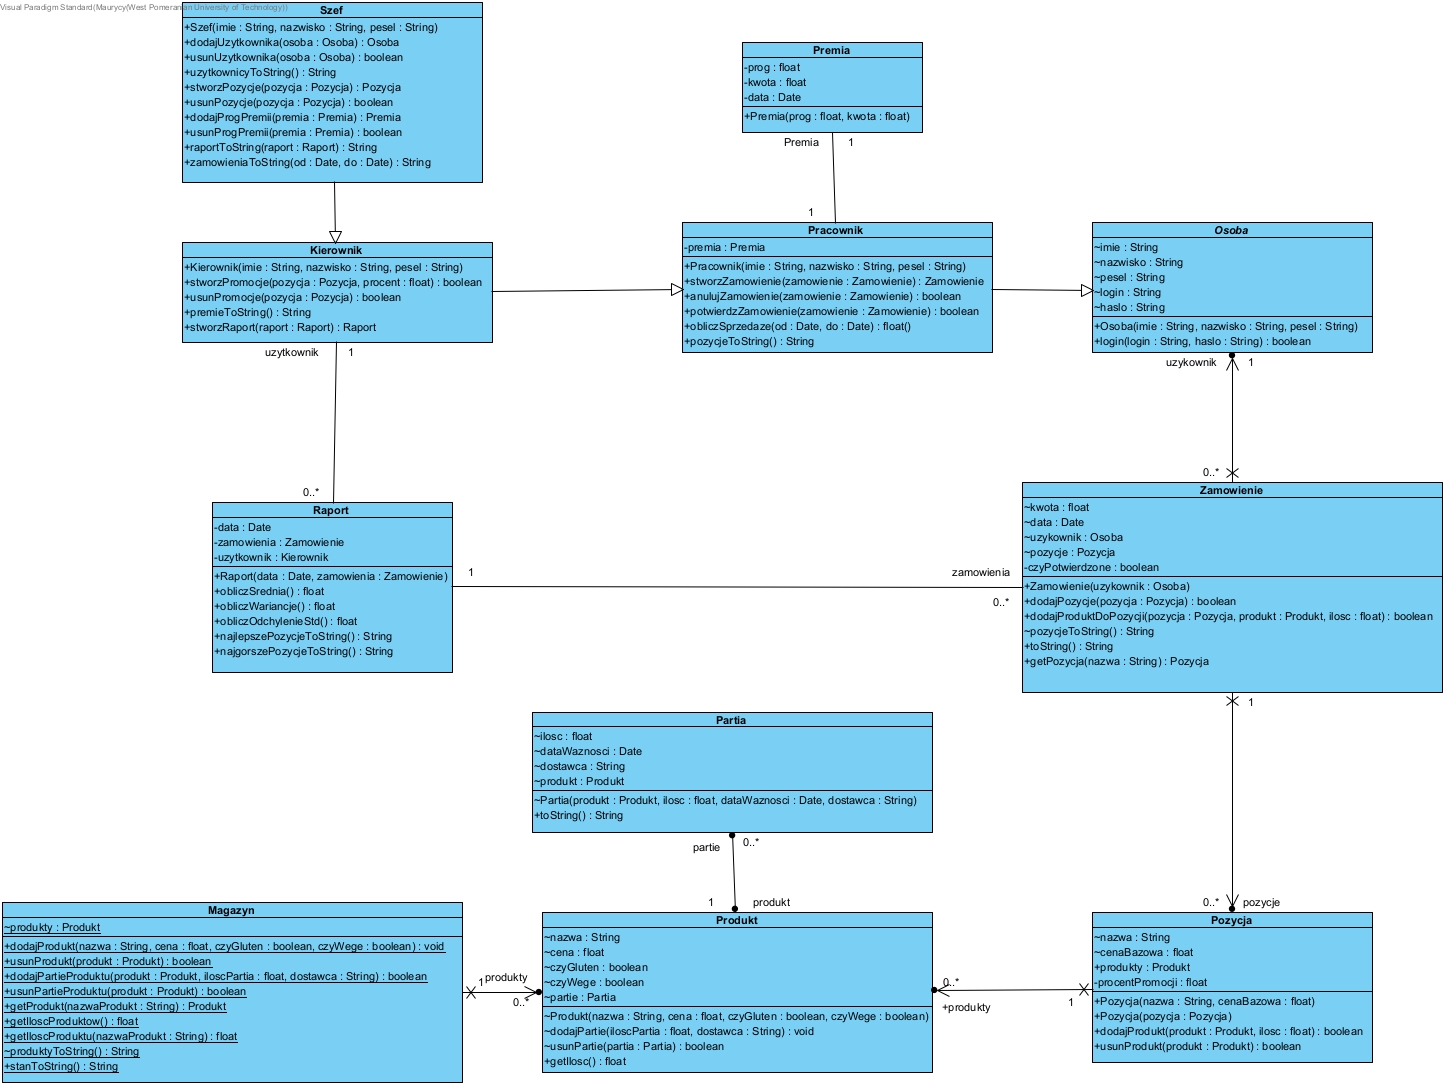 Visual Paradigm Standard(Maurycy(West Pomeranian University of Technology))
Szef
+Szef(imie : String, nazwisko : String, pesel : String)
+dodajUzytkownika(osoba : Osoba) : Osoba
+usunUzytkownika(osoba : Osoba) : boolean
+uzytkownicyToString() : String
+stworzPozycje(pozycja : Pozycja) : Pozycja
+usunPozycje(pozycja : Pozycja) : boolean
+dodajProgPremii(premia : Premia) : Premia
+usunProgPremii(premia : Premia) : boolean
+raportToString(raport : Raport) : String
+zamowieniaToString(od : Date, do : Date) : String
Premia
-prog : float
-kwota : float
-data : Date
+Premia(prog : float, kwota : float)
Premia 1
1
Kierownik
+Kierownik(imie : String, nazwisko : String, pesel : String)
+stworzPromocje(pozycja : Pozycja, procent : float) : boolean
+usunPromocje(pozycja : Pozycja) : boolean
+premieToString() : String
+stworzRaport(raport : Raport) : Raport
Pracownik
-premia : Premia
+Pracownik(imie : String, nazwisko : String, pesel : String)
+stworzZamowienie(zamowienie : Zamowienie) : Zamowienie
+anulujZamowienie(zamowienie : Zamowienie) : boolean
+potwierdzZamowienie(zamowienie : Zamowienie) : boolean
+obliczSprzedaze(od : Date, do : Date) : float()
+pozycjeToString() : String
Osoba
~imie : String
~nazwisko : String
~pesel : String
~login : String
~haslo : String
+Osoba(imie : String, nazwisko : String, pesel : String)
+login(login : String, haslo : String) : boolean
uzytkownik 1
0..*
uzykownik 1
0..*
Raport
-data : Date
-zamowienia : Zamowienie
-uzytkownik : Kierownik
+Raport(data : Date, zamowienia : Zamowienie)
+obliczSrednia() : float
+obliczWariancje() : float
+obliczOdchylenieStd() : float
+najlepszePozycjeToString() : String
+najgorszePozycjeToString() : String
1
zamowienia
0..*
Zamowienie
~kwota : float
~data : Date
~uzykownik : Osoba
~pozycje : Pozycja
-czyPotwierdzone : boolean
+Zamowienie(uzykownik : Osoba)
+dodajPozycje(pozycja : Pozycja) : boolean
+dodajProduktDoPozycji(pozycja : Pozycja, produkt : Produkt, ilosc : float) : boolean
~pozycjeToString() : String
+toString() : String
+getPozycja(nazwa : String) : Pozycja
1
0..* pozycje
Partia
~ilosc : float
~dataWaznosci : Date
~dostawca : String
~produkt : Produkt
~Partia(produkt : Produkt, ilosc : float, dataWaznosci : Date, dostawca : String)
+toString() : String
partie 0..*
1 produkt
Magazyn
~produkty : Produkt
+dodajProdukt(nazwa : String, cena : float, czyGluten : boolean, czyWege : boolean) : void
+usunProdukt(produkt : Produkt) : boolean
+dodajPartieProduktu(produkt : Produkt, iloscPartia : float, dostawca : String) : boolean
+usunPartieProduktu(produkt : Produkt) : boolean
+getProdukt(nazwaProdukt : String) : Produkt
+getIloscProduktow() : float
+getIloscProduktu(nazwaProdukt : String) : float
~produktyToString() : String
+stanToString() : String
1 produkty
0..*
Produkt
~nazwa : String
~cena : float
~czyGluten : boolean
~czyWege : boolean
~partie : Partia
~Produkt(nazwa : String, cena : float, czyGluten : boolean, czyWege : boolean)
~dodajPartie(iloscPartia : float, dostawca : String) : void
~usunPartie(partia : Partia) : boolean
+getIlosc() : float
0..*
+produkty
1
Pozycja
~nazwa : String
~cenaBazowa : float
+produkty : Produkt
-procentPromocji : float
+Pozycja(nazwa : String, cenaBazowa : float)
+Pozycja(pozycja : Pozycja)
+dodajProdukt(produkt : Produkt, ilosc : float) : boolean
+usunProdukt(produkt : Produkt) : boolean